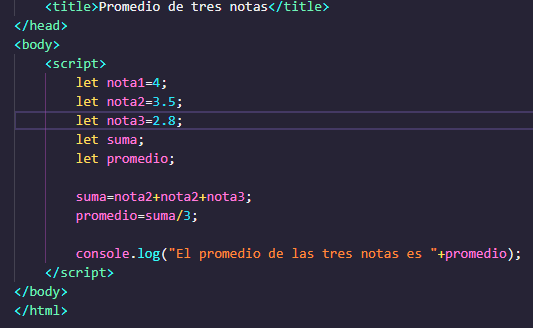 <title>Promedio de tres notas</title>
</head>
<body>
<script>
let nota1=4;
let nota2=3.5;
let nota3=2.8;
let suma;
let promedio;
suma=nota2+nota2+nota3;
promedio=suma/3;
console.log("El promedio de las tres notas es "+promedio);
</script>
</body>
</html>